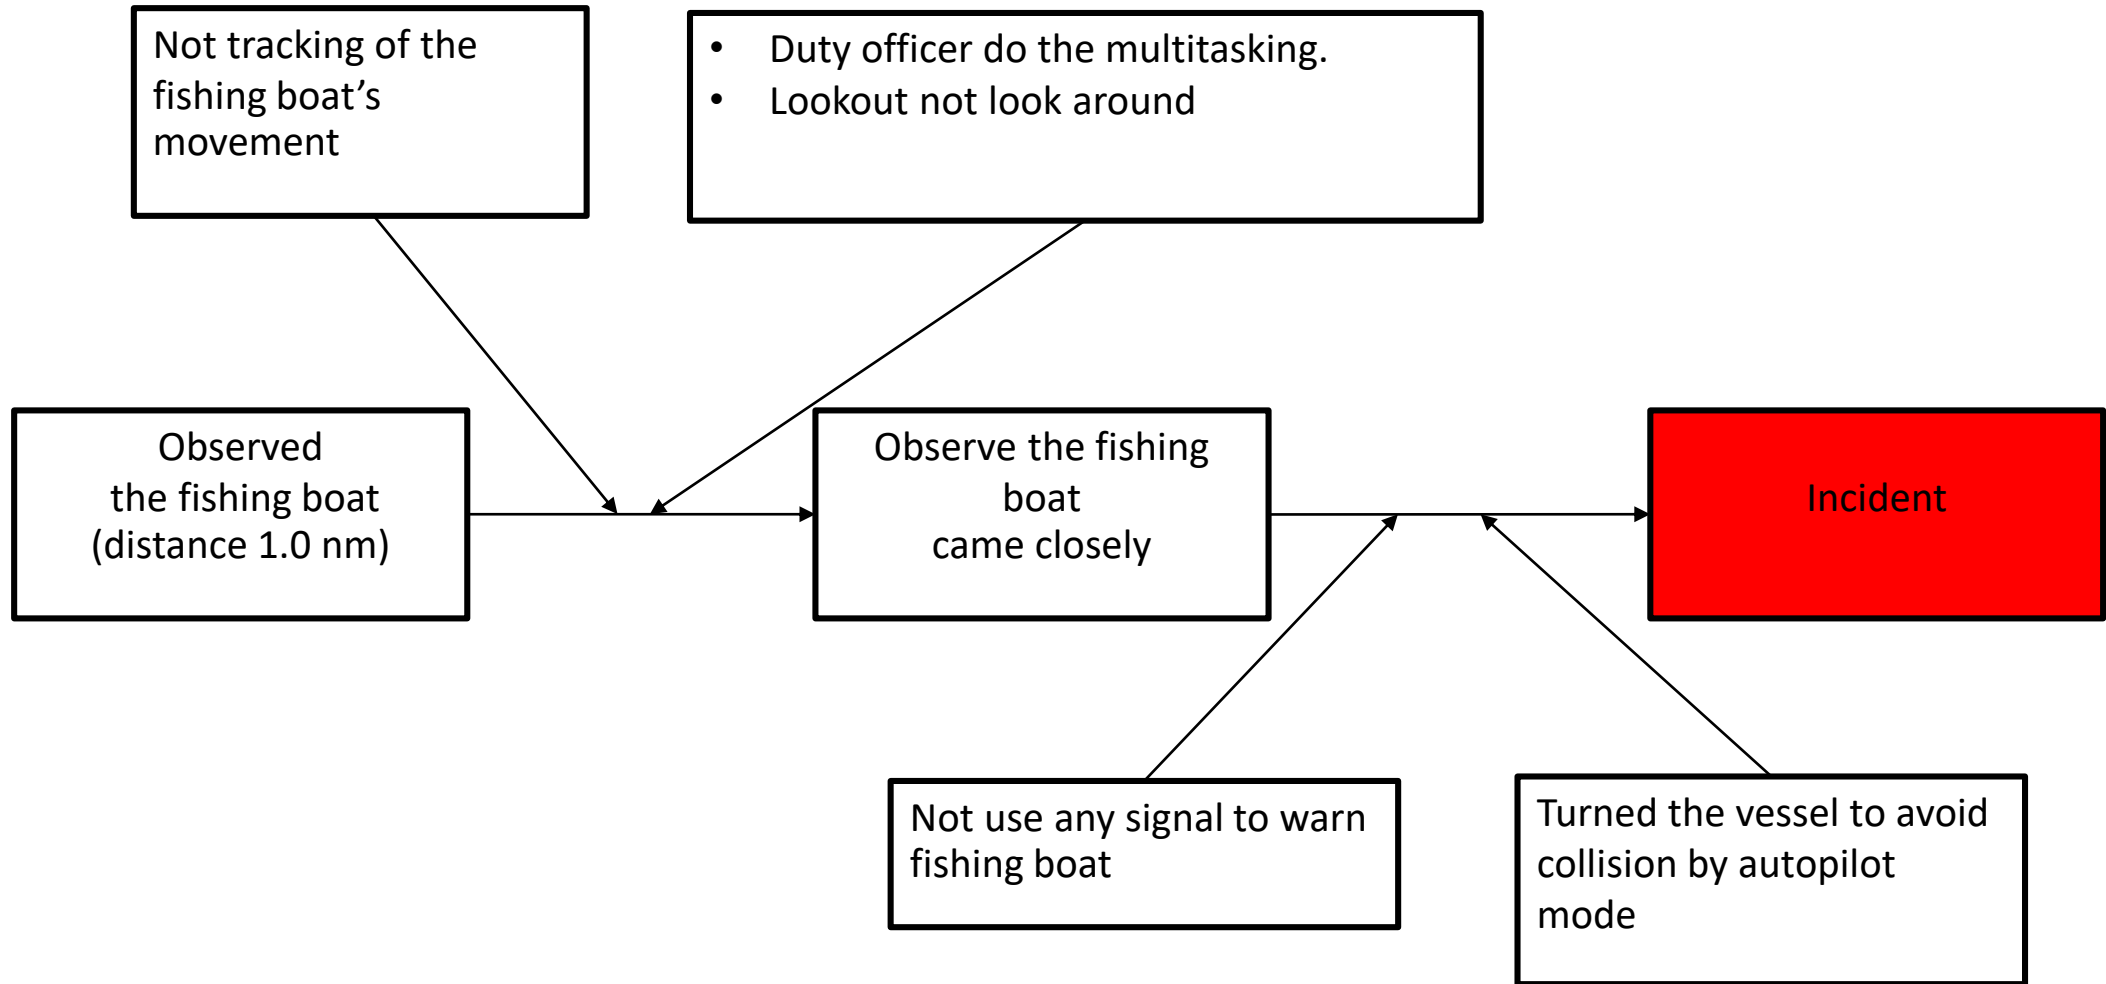 Not tracking of the
fishing boat’s
movement
• Duty officer do the multitasking.
• Lookout not look around
Observed
the fishing boat
(distance 1.0 nm)
Observe the fishing
boat
came closely
Incident
Not use any signal to warn
fishing boat
Turned the vessel to avoid
collision by autopilot
mode